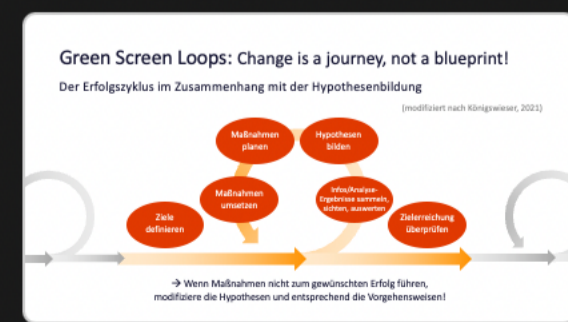 Green Screen Loops: Change is a journey, not a blueprint!
Der Erfolgszyklus im Zusammenhang mit der Hypothesenbildung
(modifiziert nach Königswieser, 2021)
Maßnahmen
planen
Hypothesen
bilden
Maßnahmen
umsetzen
Infos/Analyse-
Ergebnisse sammeln,
sichten, auswerten
Ziele
definieren
Zielerreichung
überprüfen
→ Wenn Maßnahmen nicht zum gewünschten Erfolg führen,
modifiziere die Hypothesen und entsprechend die Vorgehensweisen!